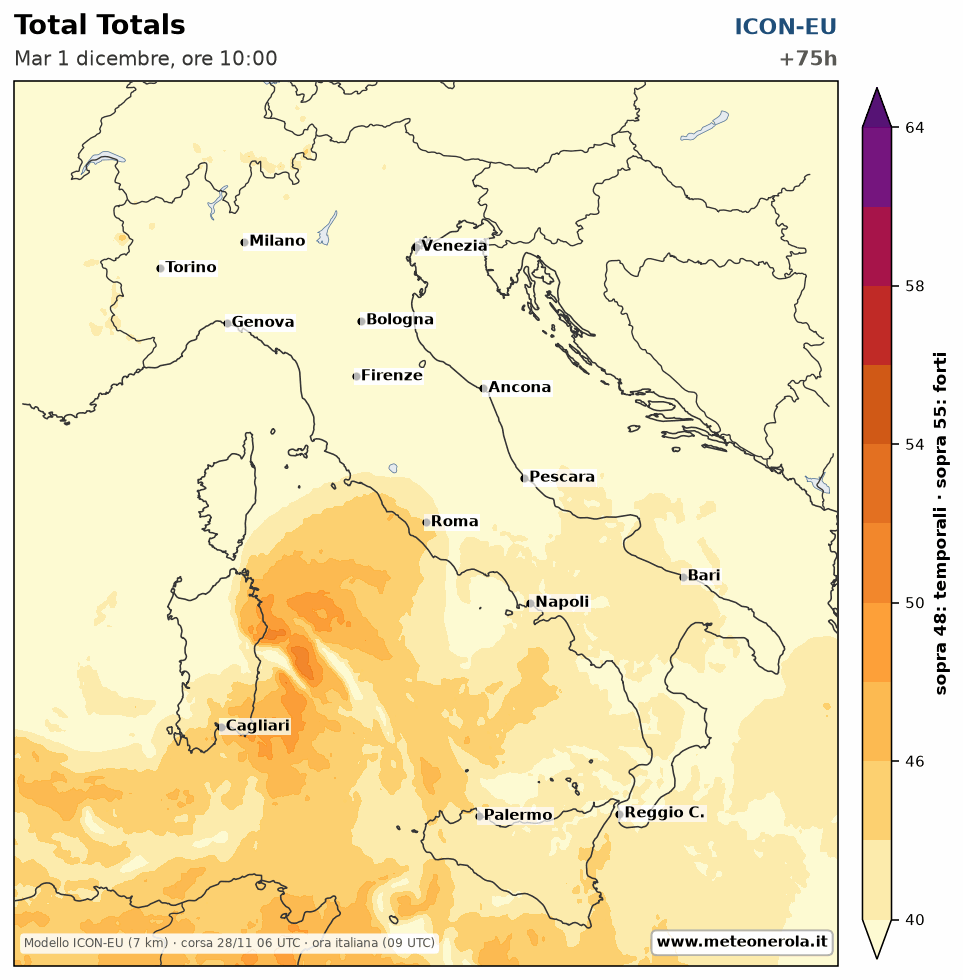 Total Totals
ICON-EU
Mar 1 dicembre, ore 10:00
+75h
Milano
Venezia
Torino
Genova
Bologna
Firenze
Ancona
Pescara
Roma
Bari
Napoli
Cagliari
Palermo
Reggio C.
64
58
54
50
46
40
sopra 48: temporali · sopra 55: forti
Modello ICON-EU (7 km) · corsa 28/11 06 UTC · ora italiana (09 UTC)
www.meteonerola.it